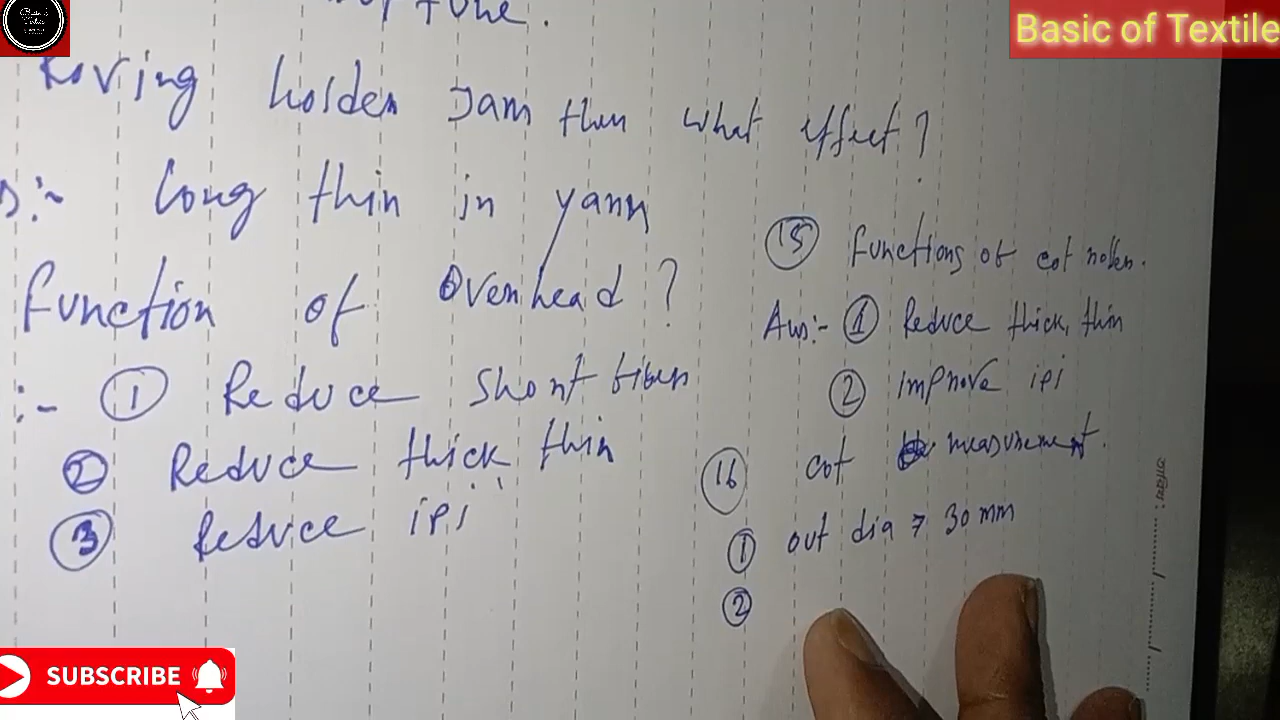 Basic of Textile
Roving holder Jam then what effect?
:- Long thin in yarn
Function of Overhead?
:- ① Reduce short fiber
② Reduce thick thin
③ Reduce ipi
⑮ Functions of cot roller.
Ans:- ① Reduce thick, thin
② improve ipi
⑯ cot measurement.
① out dia 30 mm
②
SUBSCRIBE